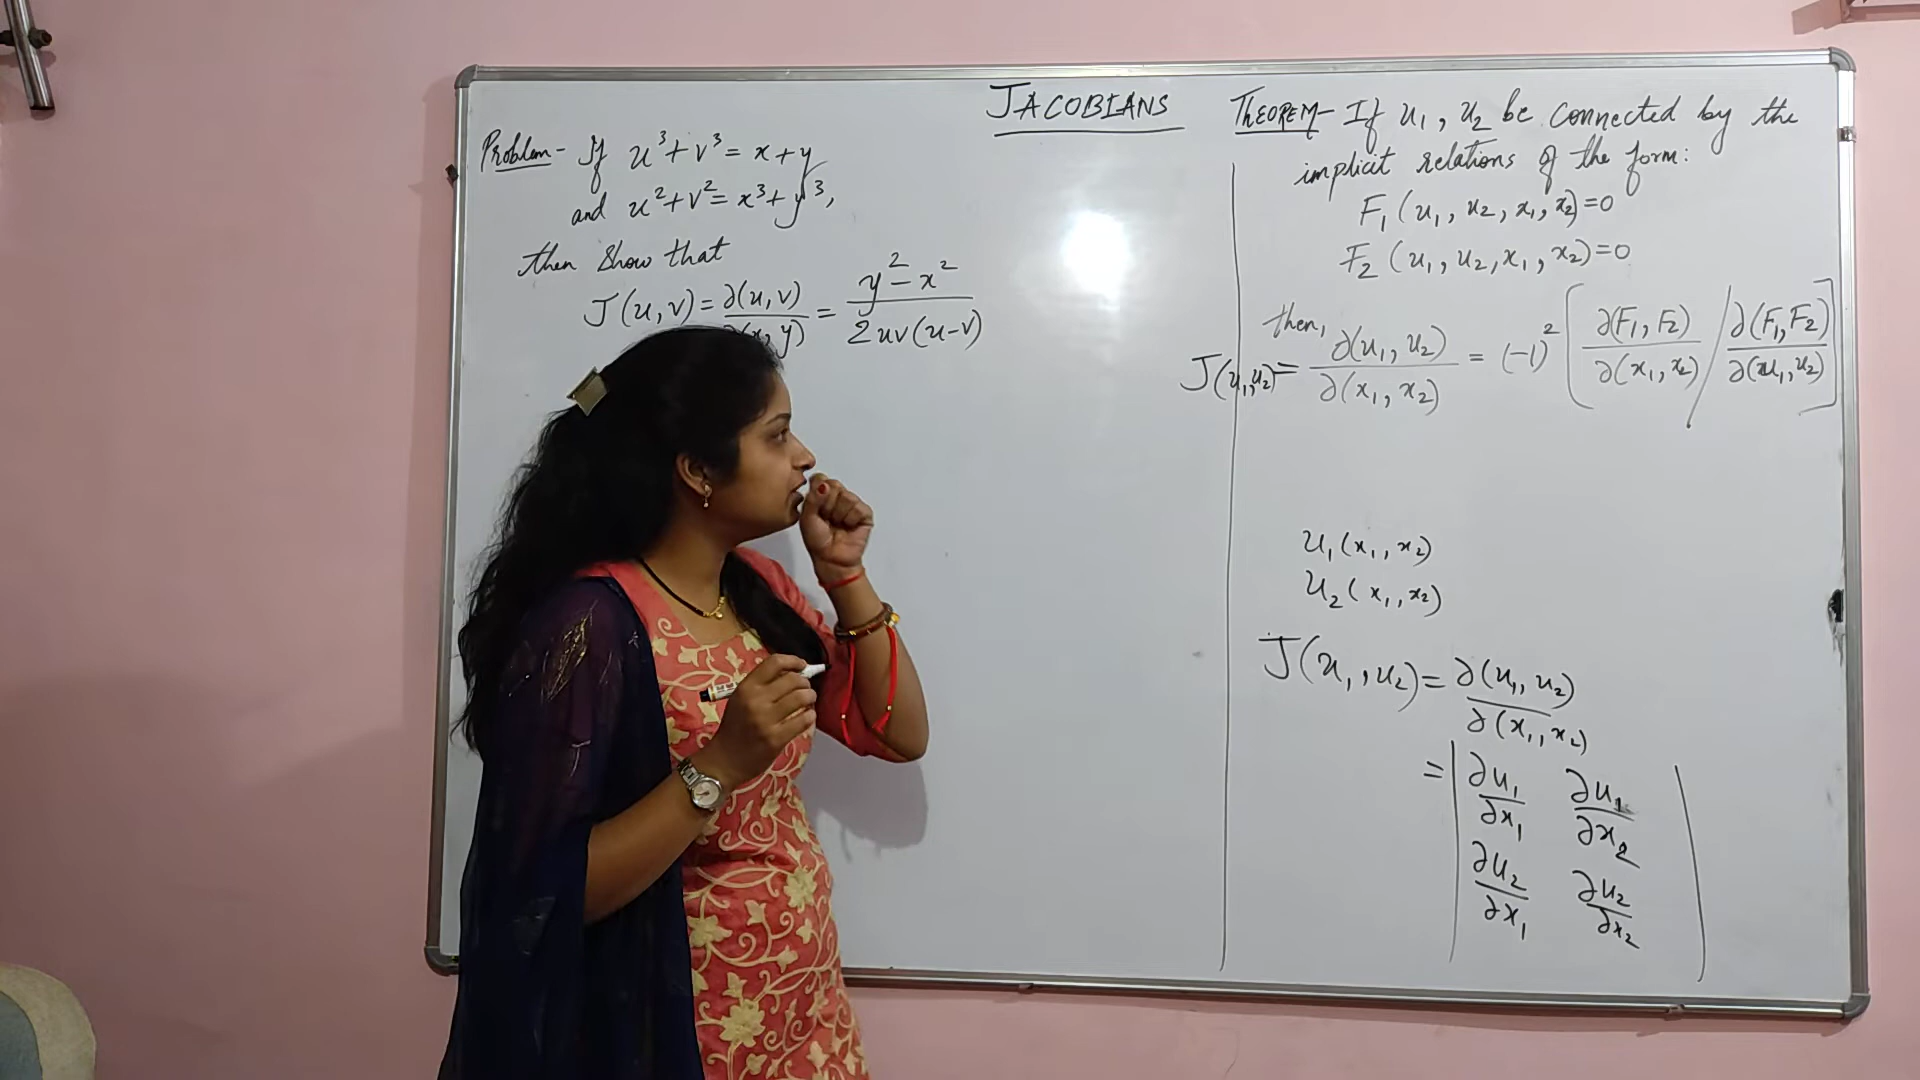 JACOBIANS
Problem- If u³+v³= x+y
and u²+v²= x³+y³,
then show that
J(u,v)= ∂(u,v)/∂(x,y) = y²-x² / 2uv(u-v)
THEOREM- If u₁, u₂ be connected by the
implicit relations of the form:
F₁(u₁, u₂, x₁, x₂)=0
F₂(u₁, u₂, x₁, x₂)=0
then,
J(u₁,u₂)= ∂(u₁, u₂)/∂(x₁, x₂) = (-1)² [∂(F₁, F₂)/∂(x₁, x₂) / ∂(F₁, F₂)/∂(u₁, u₂)]
u₁(x₁, x₂)
u₂(x₁, x₂)
J(u₁, u₂)= ∂(u₁, u₂)/∂(x₁, x₂)
= | ∂u₁/∂x₁ ∂u₁/∂x₂
∂u₂/∂x₁ ∂u₂/∂x₂ |